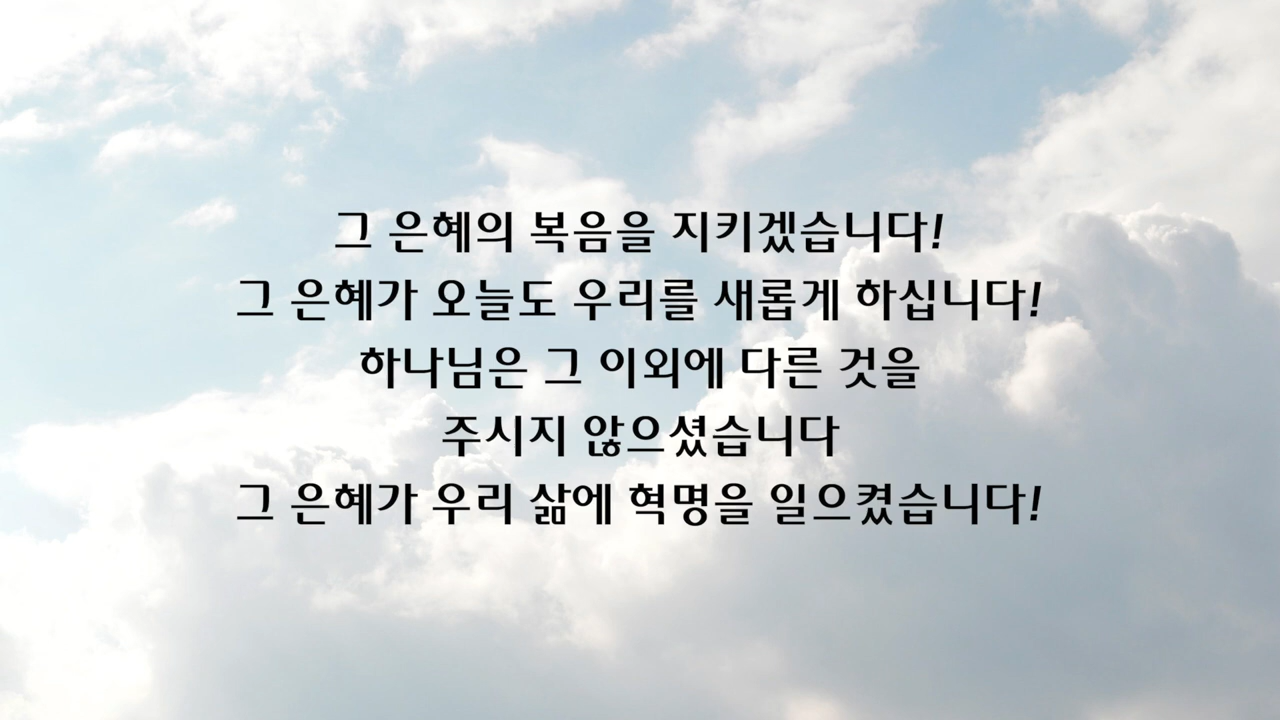 그 은혜의 복음을 지키겠습니다!
그 은혜가 오늘도 우리를 새롭게 하십니다!
하나님은 그 이외에 다른 것을
주시지 않으셨습니다
그 은혜가 우리 삶에 혁명을 일으켰습니다!